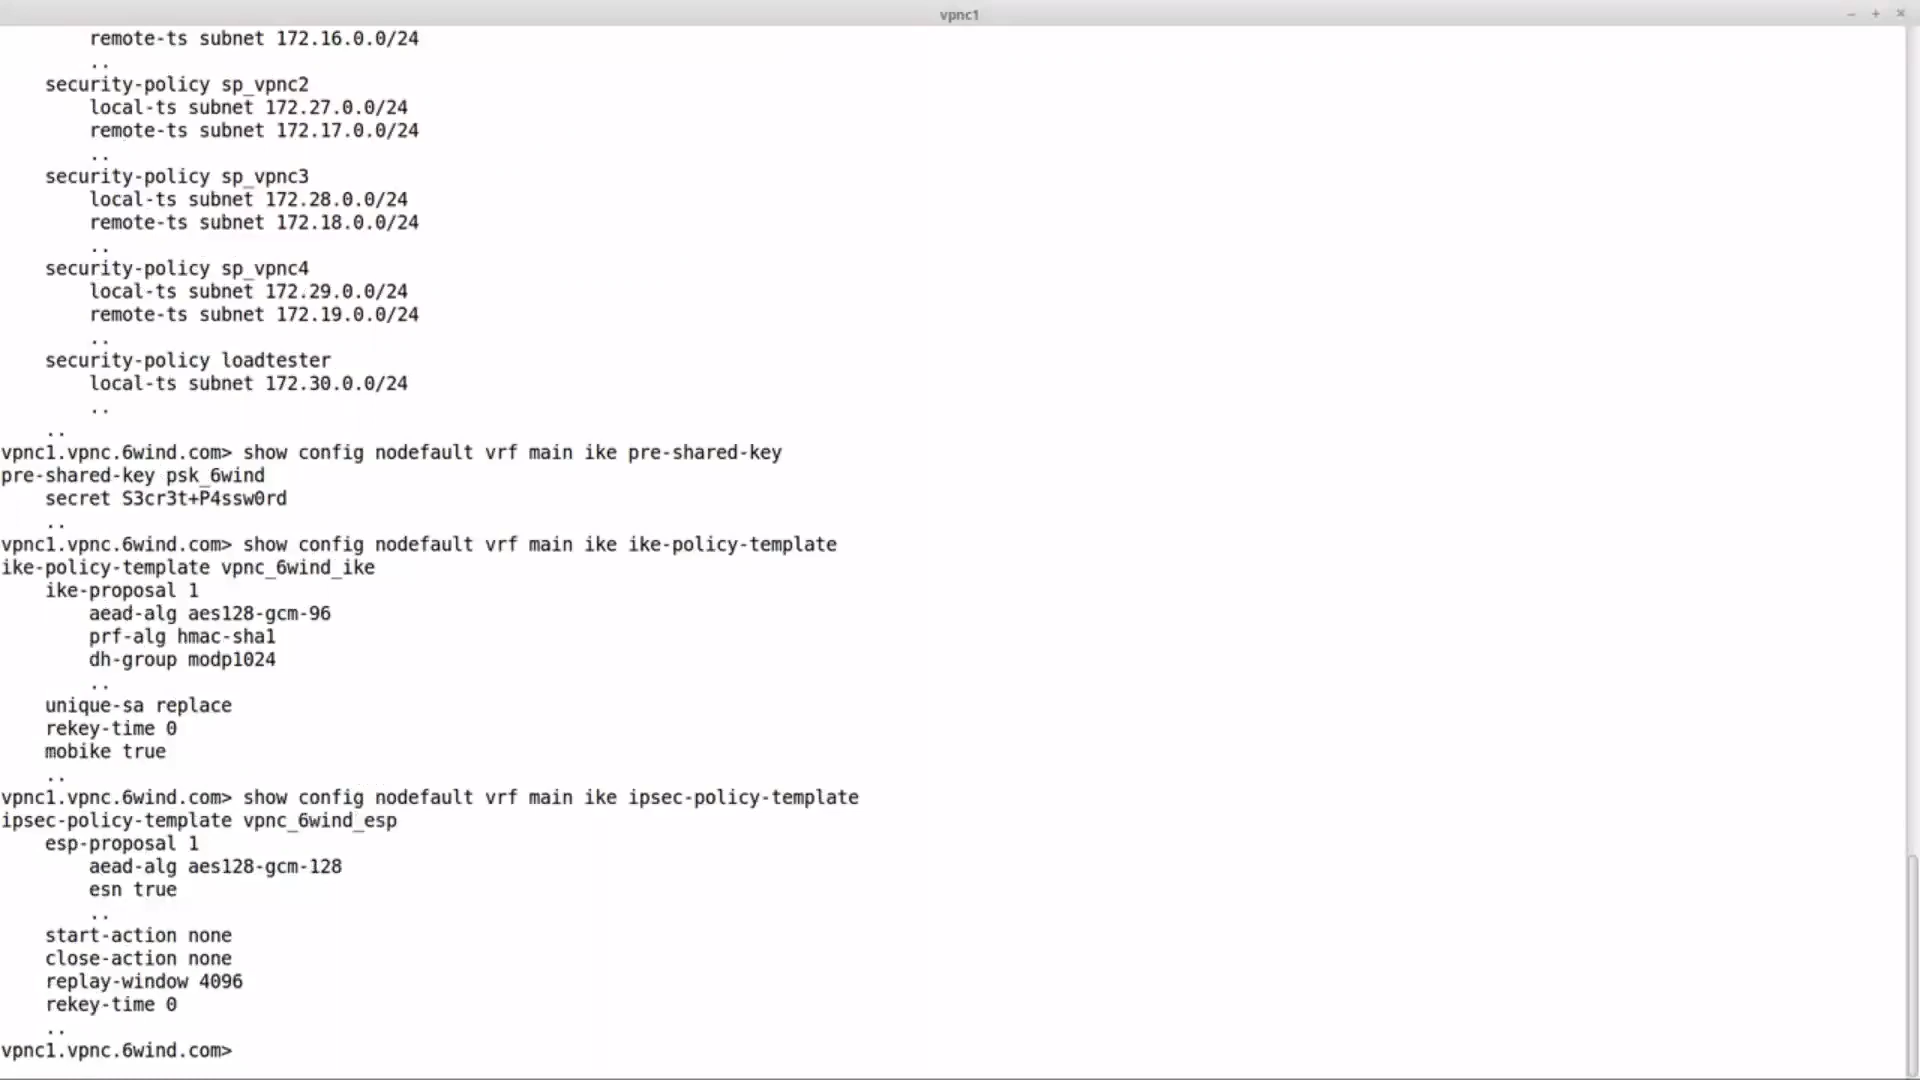 vpnc1
remote-ts subnet 172.16.0.0/24
..
security-policy sp_vpnc2
local-ts subnet 172.27.0.0/24
remote-ts subnet 172.17.0.0/24
..
security-policy sp_vpnc3
local-ts subnet 172.28.0.0/24
remote-ts subnet 172.18.0.0/24
..
security-policy sp_vpnc4
local-ts subnet 172.29.0.0/24
remote-ts subnet 172.19.0.0/24
..
security-policy loadtester
local-ts subnet 172.30.0.0/24
..
..
vpnc1.vpnc.6wind.com> show config nodefault vrf main ike pre-shared-key
pre-shared-key psk_6wind
secret S3cr3t+P4ssw0rd
..
vpnc1.vpnc.6wind.com> show config nodefault vrf main ike ike-policy-template
ike-policy-template vpnc_6wind_ike
ike-proposal 1
aead-alg aes128-gcm-96
prf-alg hmac-sha1
dh-group modp1024
..
unique-sa replace
rekey-time 0
mobike true
..
vpnc1.vpnc.6wind.com> show config nodefault vrf main ike ipsec-policy-template
ipsec-policy-template vpnc_6wind_esp
esp-proposal 1
aead-alg aes128-gcm-128
esn true
..
start-action none
close-action none
replay-window 4096
rekey-time 0
..
vpnc1.vpnc.6wind.com>